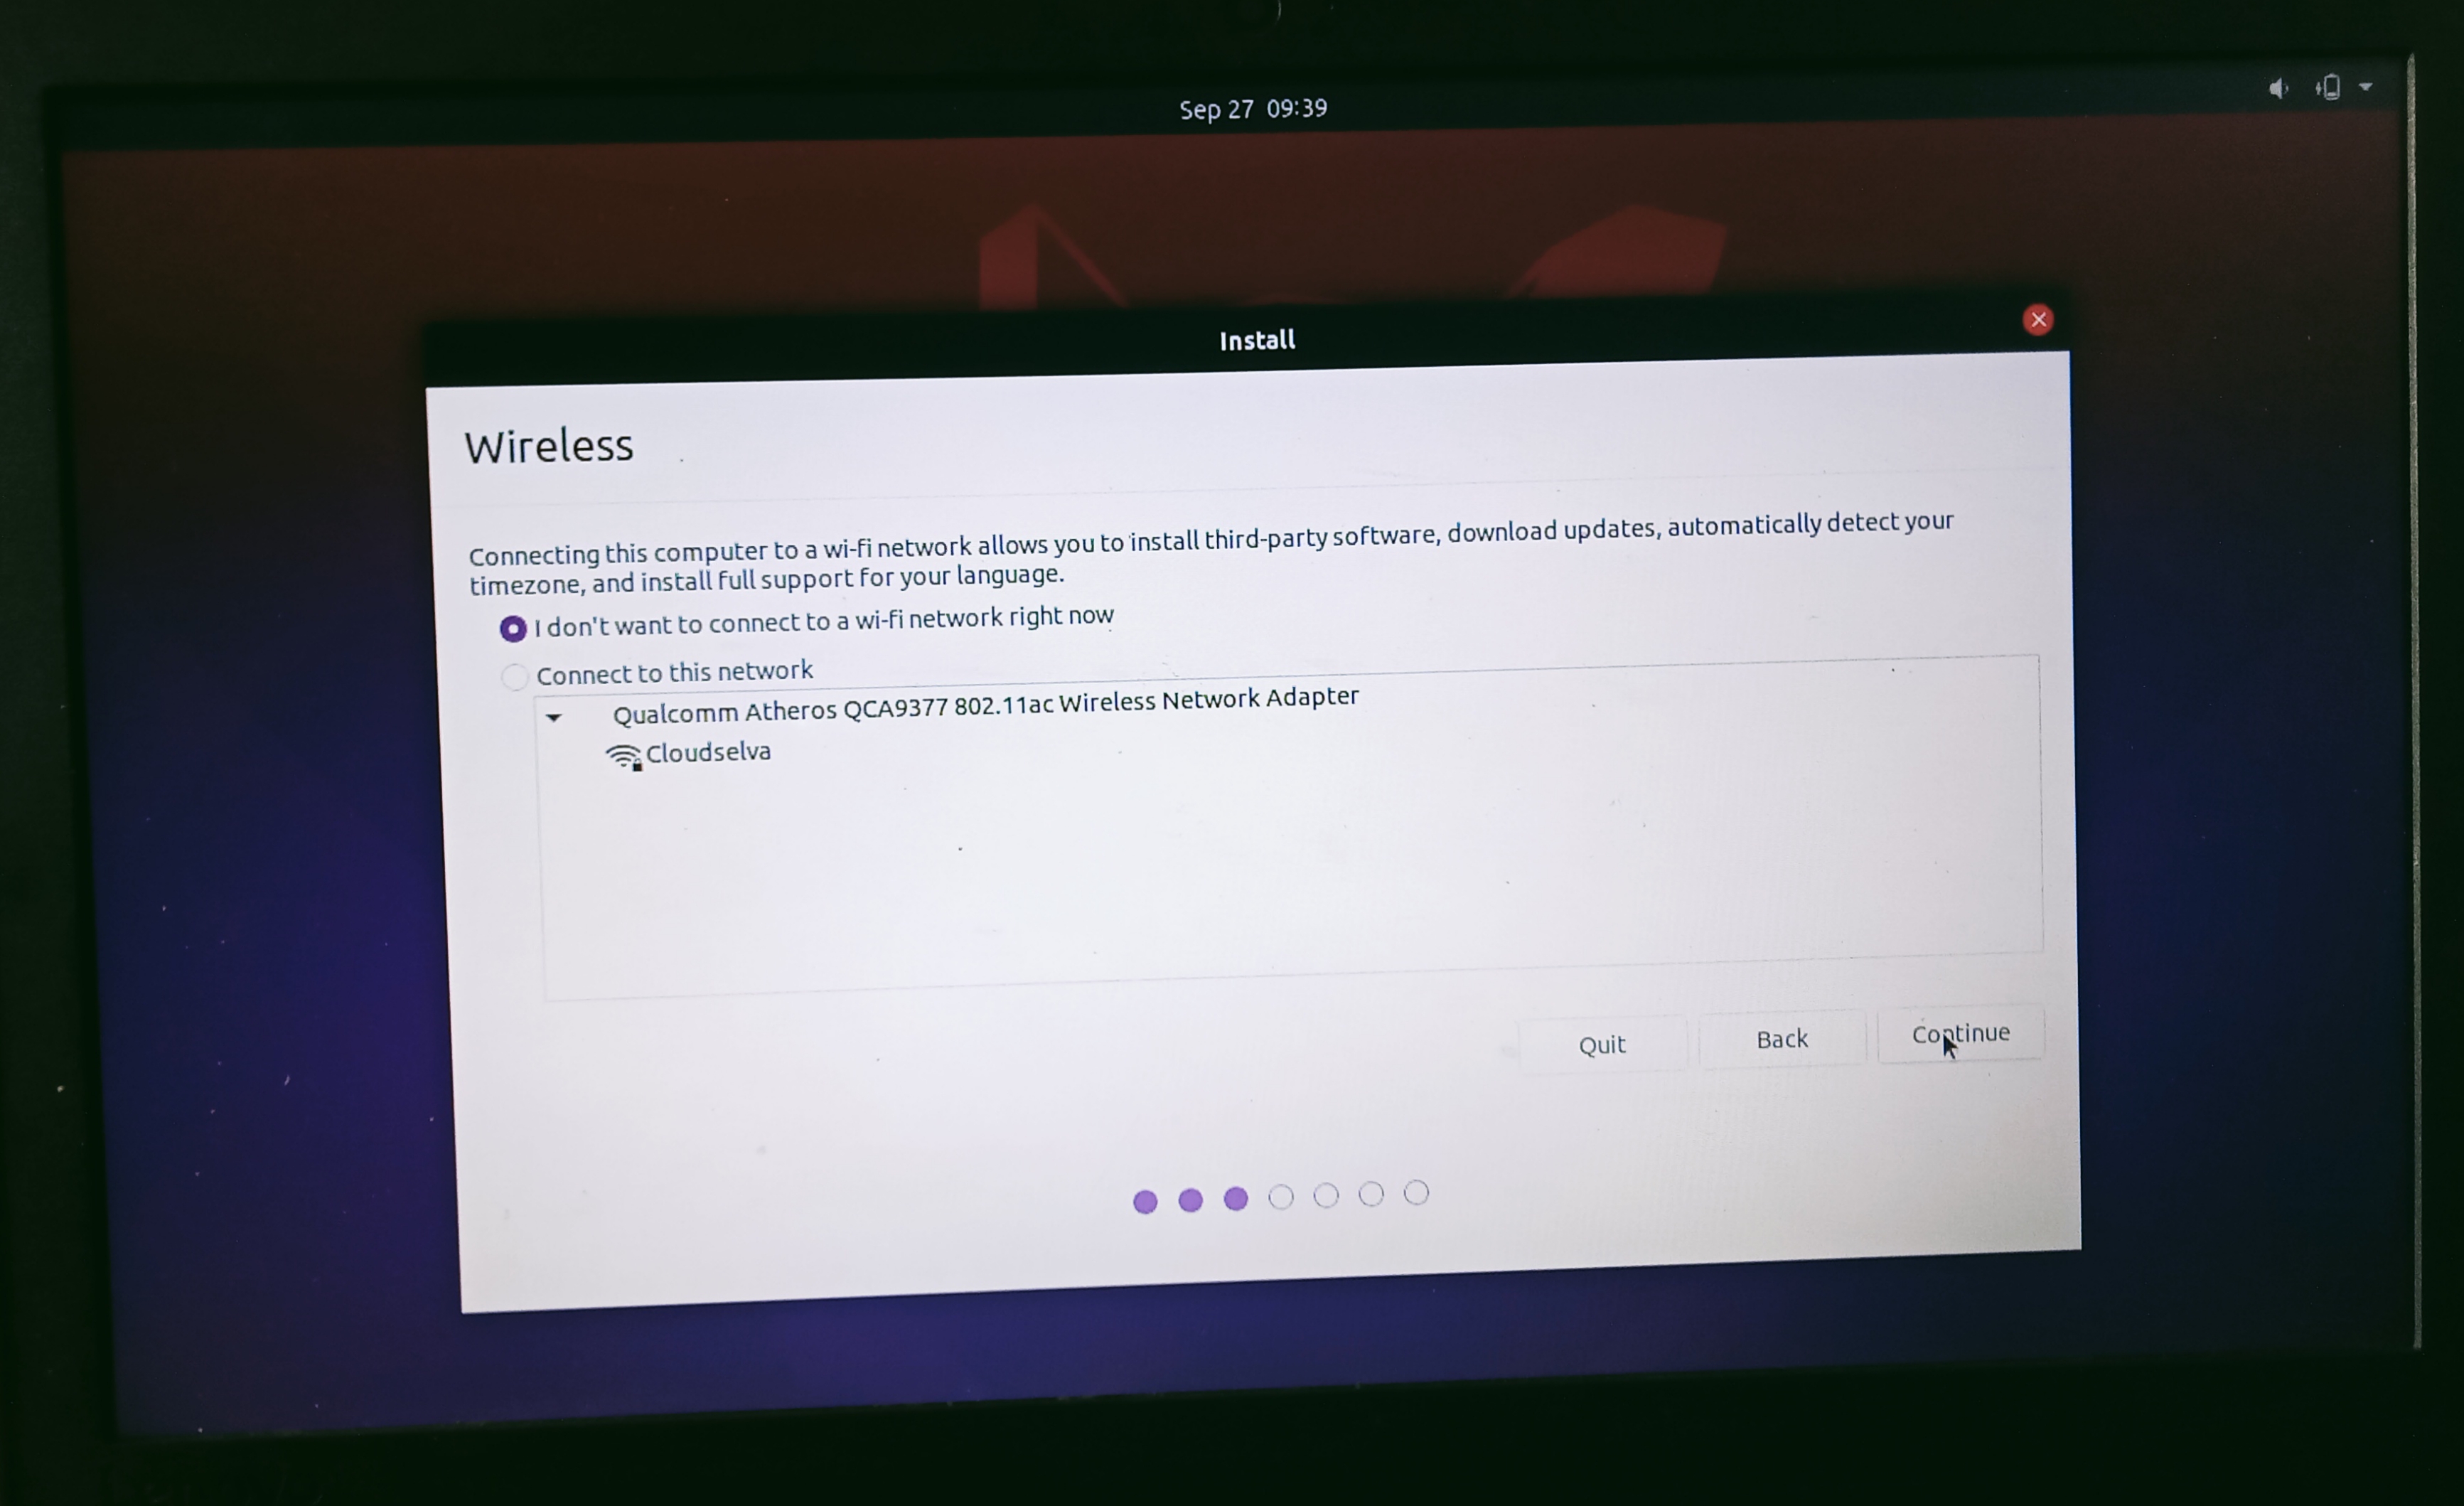 Sep 27 09:39
Install
Wireless
Connecting this computer to a wi-fi network allows you to install third-party software, download updates, automatically detect your
timezone, and install full support for your language.
I don't want to connect to a wi-fi network right now
Connect to this network
Qualcomm Atheros QCA9377 802.11ac Wireless Network Adapter
Cloudselva
Quit Back Continue